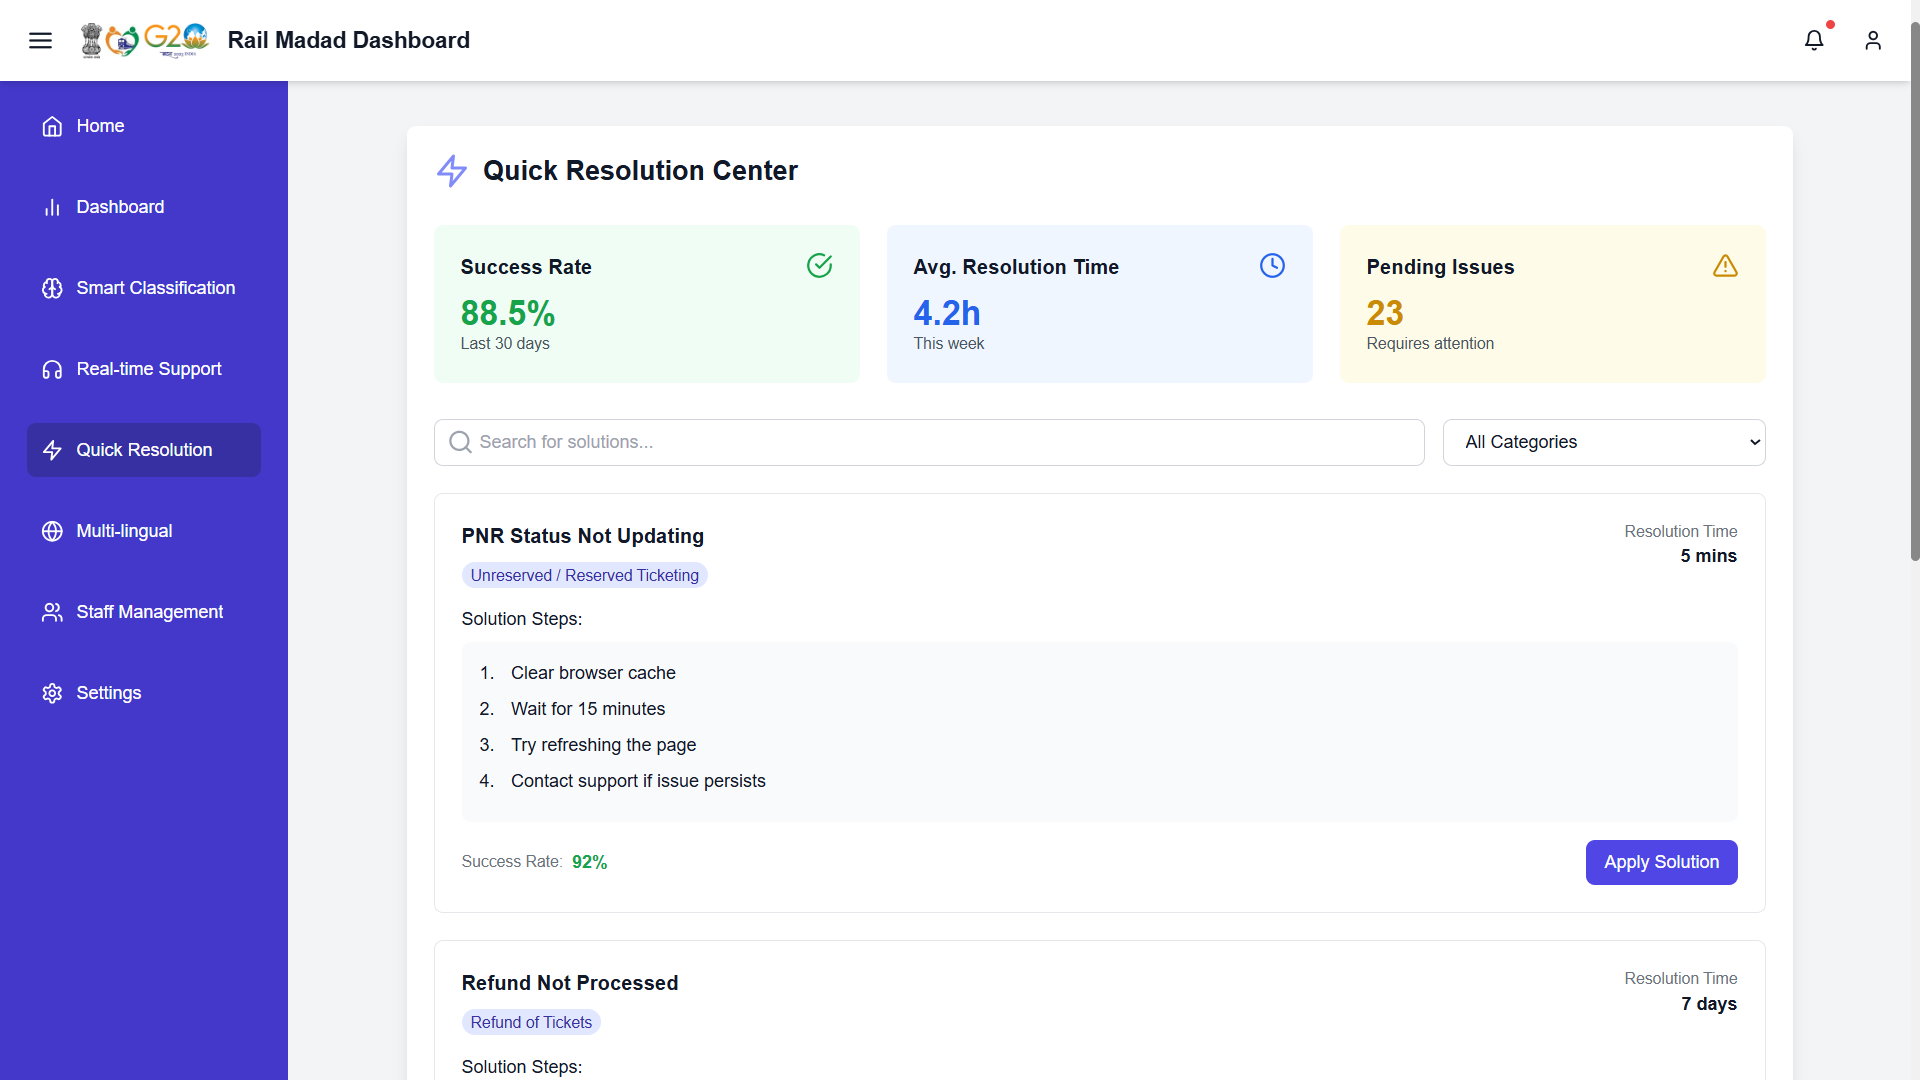 G20
Rail Madad Dashboard
Home
Dashboard
Smart Classification
Real-time Support
Quick Resolution
Multi-lingual
Staff Management
Settings
Quick Resolution Center
Success Rate
88.5%
Last 30 days
Avg. Resolution Time
4.2h
This week
Pending Issues
23
Requires attention
Search for solutions...
All Categories
PNR Status Not Updating
Resolution Time
5 mins
Unreserved / Reserved Ticketing
Solution Steps:
1. Clear browser cache
2. Wait for 15 minutes
3. Try refreshing the page
4. Contact support if issue persists
Success Rate: 92%
Apply Solution
Refund Not Processed
Resolution Time
7 days
Refund of Tickets
Solution Steps: